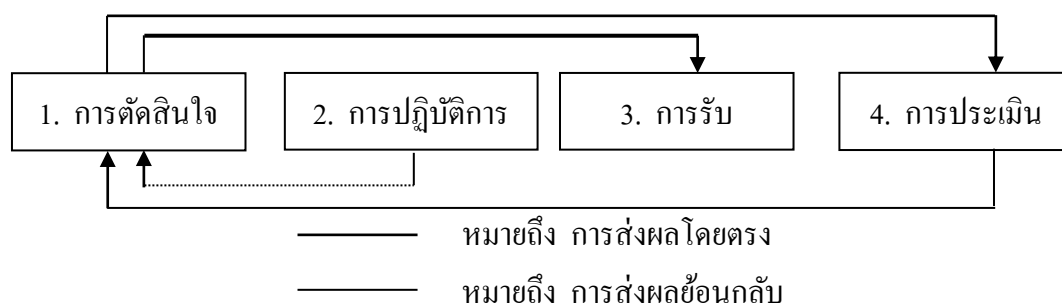 1. การตัดสินใจ 2. การปฏิบัติการ 3. การรับ 4. การประเมิน
หมายถึง การส่งผลโดยตรง
หมายถึง การส่งผลย้อนกลับ